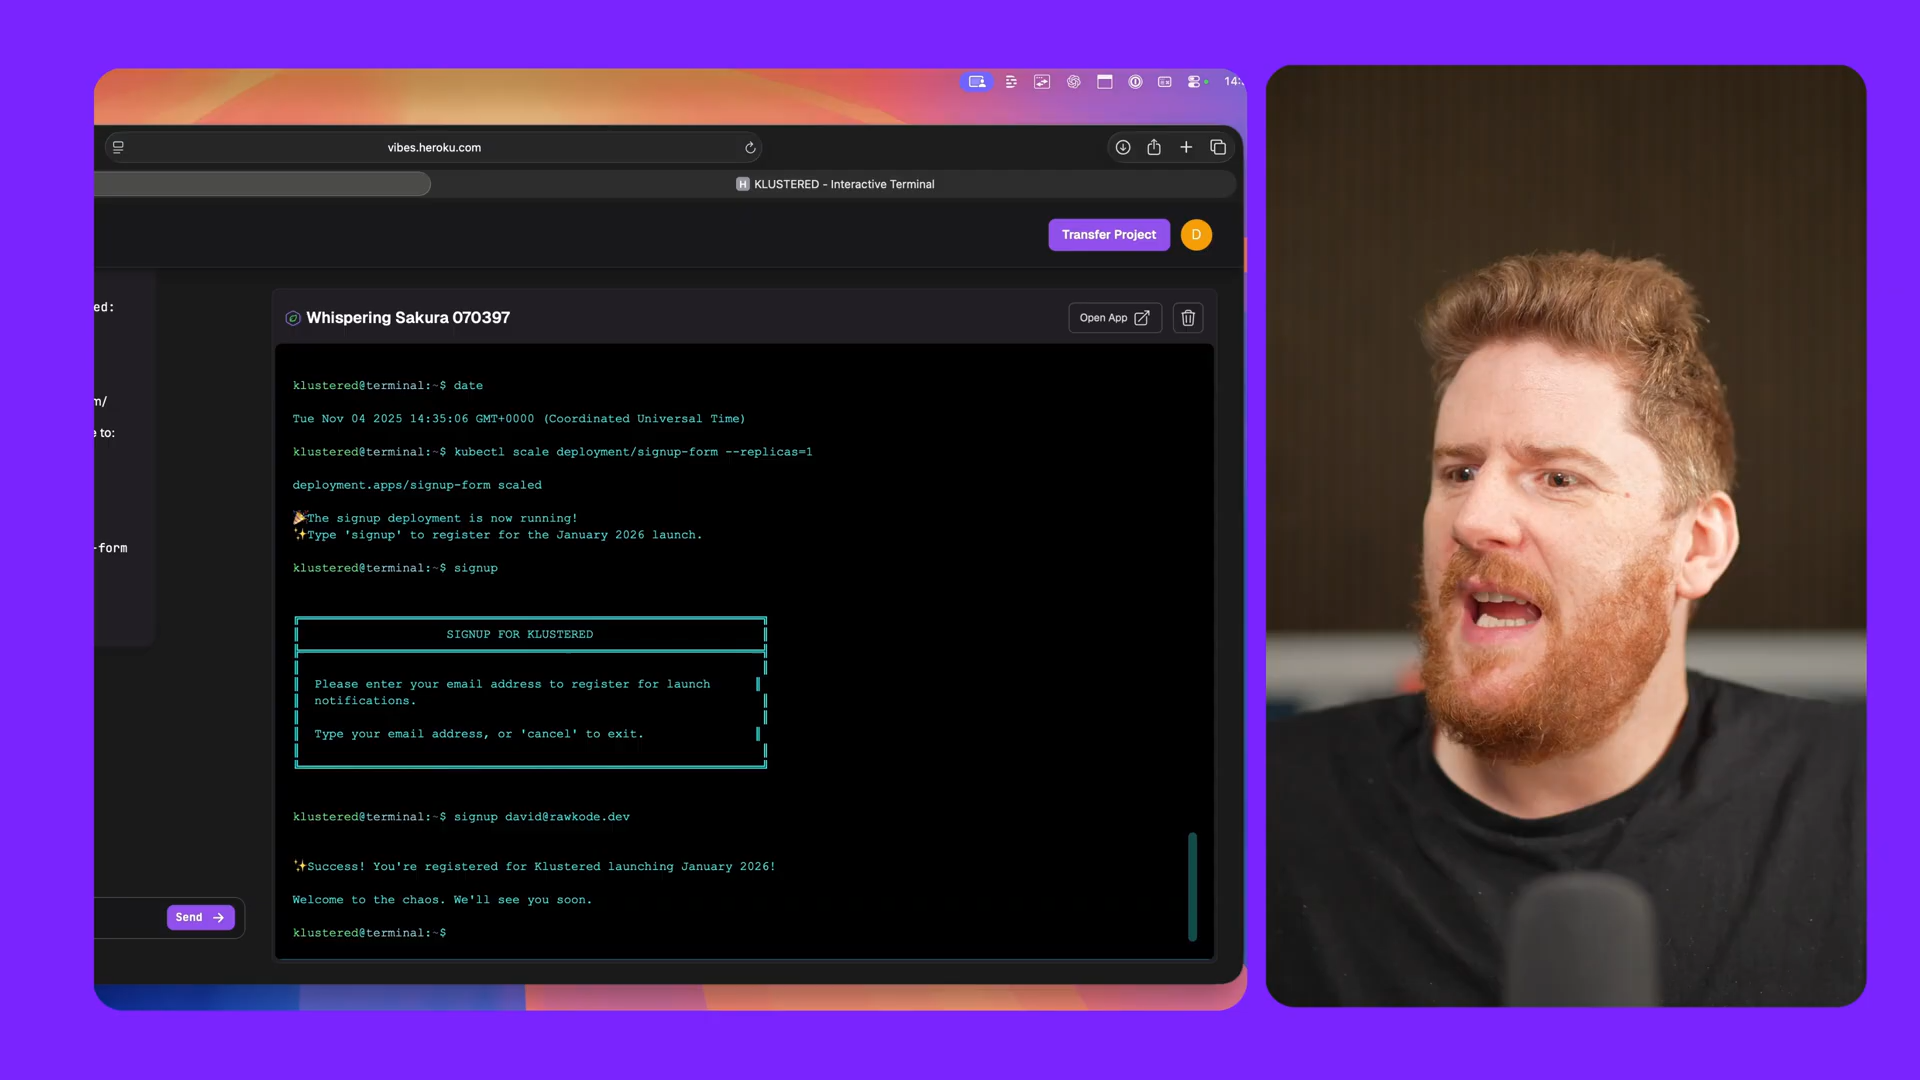 14:
vibes.heroku.com
H KLUSTERED - Interactive Terminal
Transfer Project
D
ed:
m/
e to:
-form
Send →
Whispering Sakura 070397
Open App
klustered@terminal:~$ date
Tue Nov 04 2025 14:35:06 GMT+0000 (Coordinated Universal Time)
klustered@terminal:~$ kubectl scale deployment/signup-form --replicas=1
deployment.apps/signup-form scaled
🎉The signup deployment is now running!
✨Type 'signup' to register for the January 2026 launch.
klustered@terminal:~$ signup
SIGNUP FOR KLUSTERED
Please enter your email address to register for launch
notifications.
Type your email address, or 'cancel' to exit.
klustered@terminal:~$ signup david@rawkode.dev
✨Success! You're registered for Klustered launching January 2026!
Welcome to the chaos. We'll see you soon.
klustered@terminal:~$